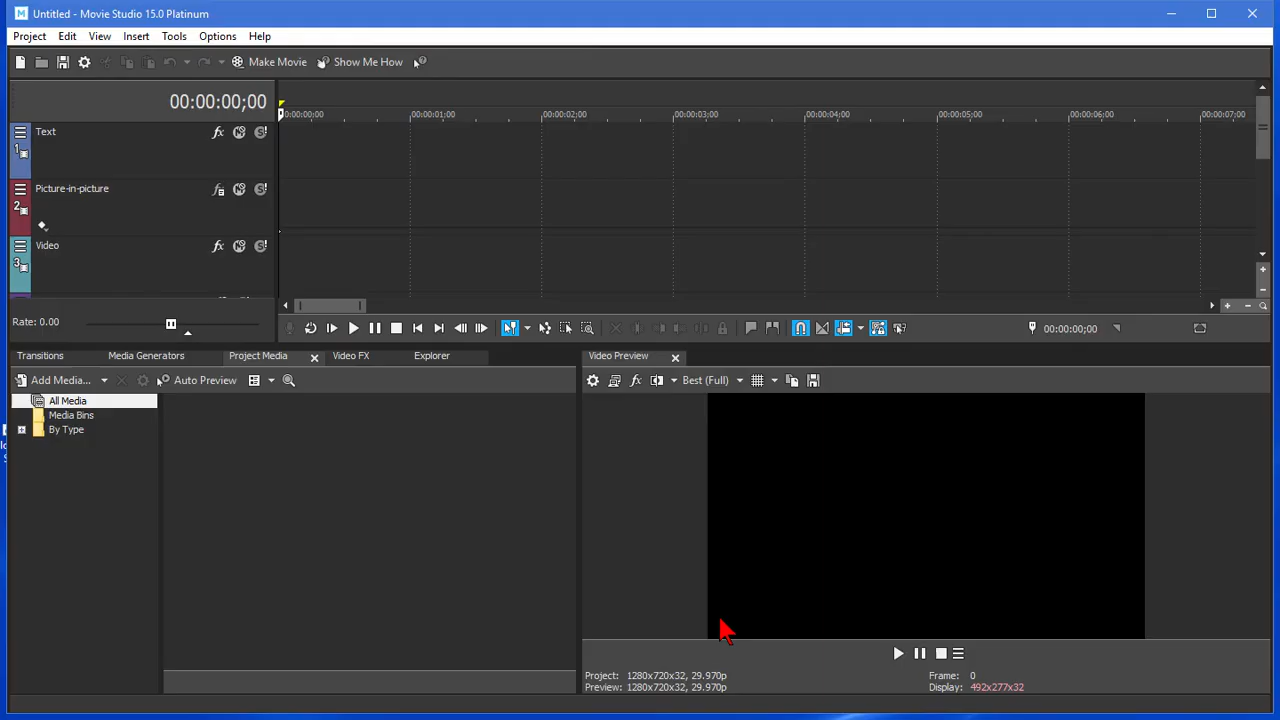 Untitled - Movie Studio 15.0 Platinum
Project Edit View Insert Tools Options Help
Make Movie Show Me How
00:00:00;00
00:00:00;00 00:00:01;00 00:00:02;00 00:00:03;00 00:00:04;00 00:00:05;00 00:00:06;00 00:00:07;00
Text
1
Picture-in-picture
2
Video
3
Rate: 0.00
00:00:00;00
Transitions Media Generators Project Media Video FX Explorer
Video Preview
Add Media... Auto Preview
Best (Full)
All Media
Media Bins
By Type
Project: 1280x720x32, 29.970p
Frame: 0
Preview: 1280x720x32, 29.970p
Display: 492x277x32